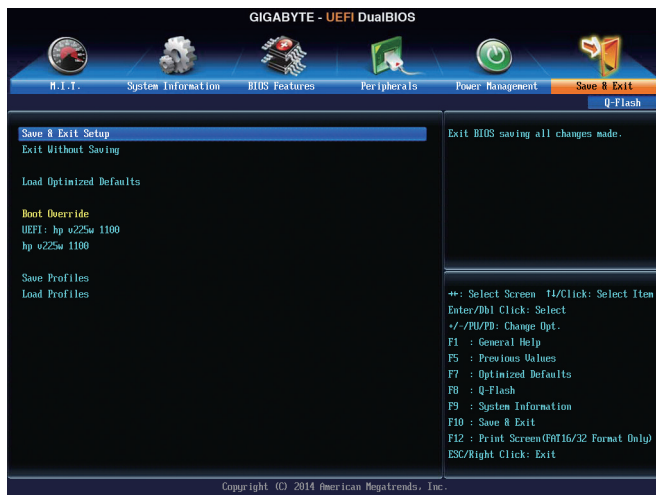 GIGABYTE - UEFI DualBIOS
M.I.T.
System Information
BIOS Features
Peripherals
Power Management
Save & Exit
Q-Flash
Save & Exit Setup
Exit Without Saving
Load Optimized Defaults
Boot Override
UEFI: hp v225w 1100
hp v225w 1100
Save Profiles
Load Profiles
Exit BIOS saving all changes made.
→←: Select Screen ↑↓/Click: Select Item
Enter/Dbl Click: Select
+/-/PU/PD: Change Opt.
F1 : General Help
F5 : Previous Values
F7 : Optimized Defaults
F8 : Q-Flash
F9 : System Information
F10 : Save & Exit
F12 : Print Screen(FAT16/32 Format Only)
ESC/Right Click: Exit
Copyright (C) 2014 American Megatrends, Inc.